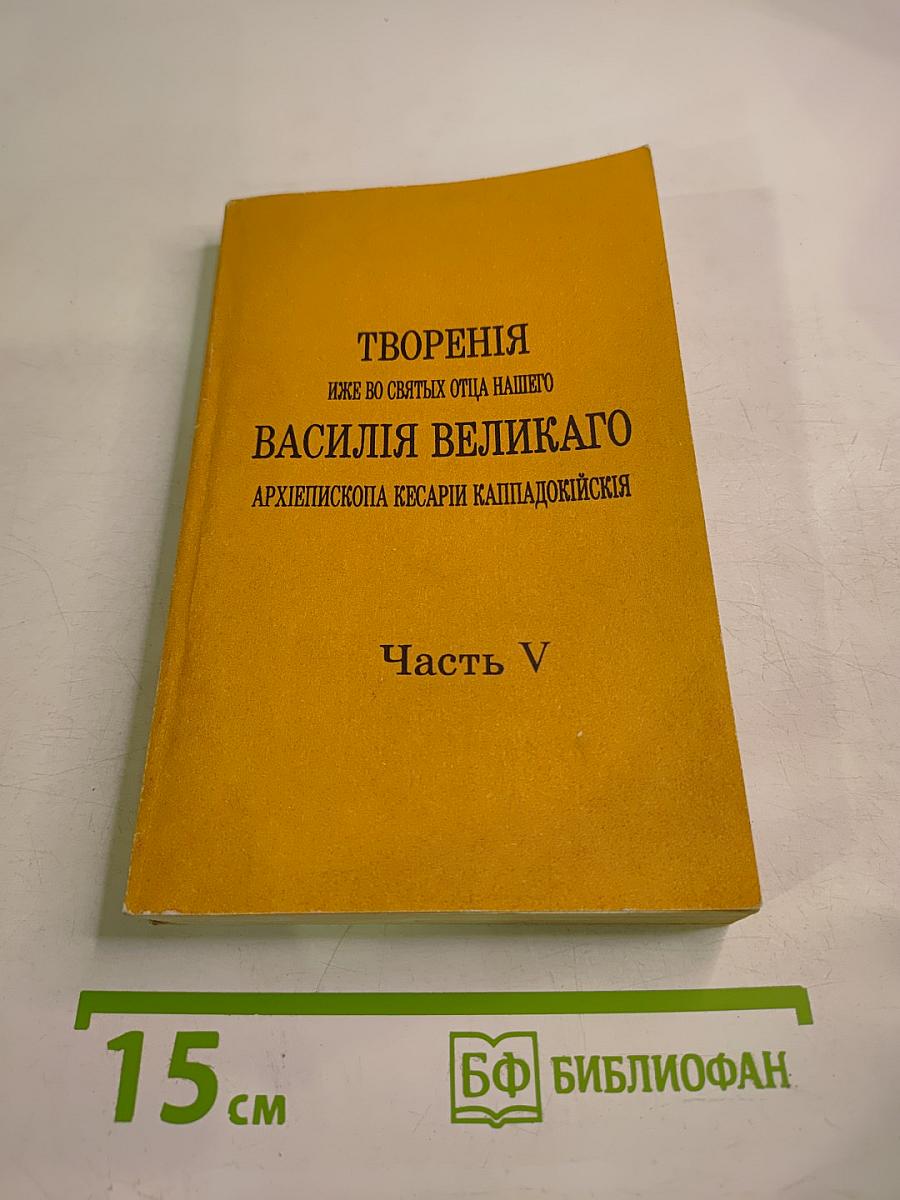 ТВОРЕНІЯ
ИЖЕ ВО СВЯТЫХ ОТЦА НАШЕГО
ВАСИЛІЯ ВЕЛИКАГО
АРХІЕПИСКОПА КЕСАРІИ КАППАДОКІЙСКІЯ
Часть V
15 см
БФ БИБЛИОФАН